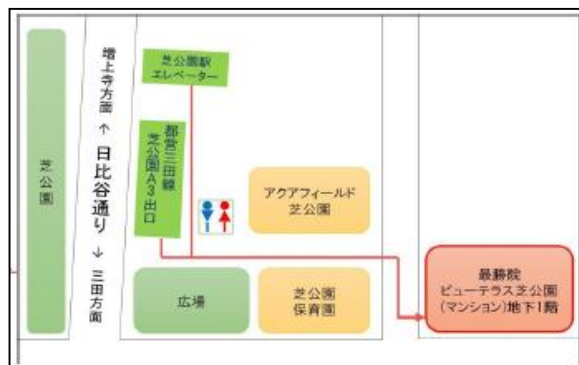 芝公園駅
エレベーター
増上寺方面
↑
日比谷通り
↓
三田方面
芝公園
都営三田線
芝公園A3出口
アクアフィールド
芝公園
広場
芝公園
保育園
最勝院
ビューテラス芝公園
(マンション)地下1階